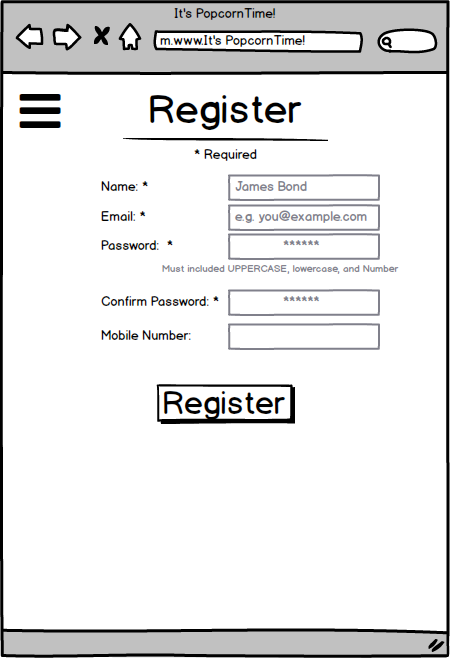 It's PopcornTime!
m.www.It's PopcornTime!
Register
* Required
Name: * James Bond
Email: * e.g. you@example.com
Password: * ******
Must included UPPERCASE, lowercase, and Number
Confirm Password: * ******
Mobile Number:
Register